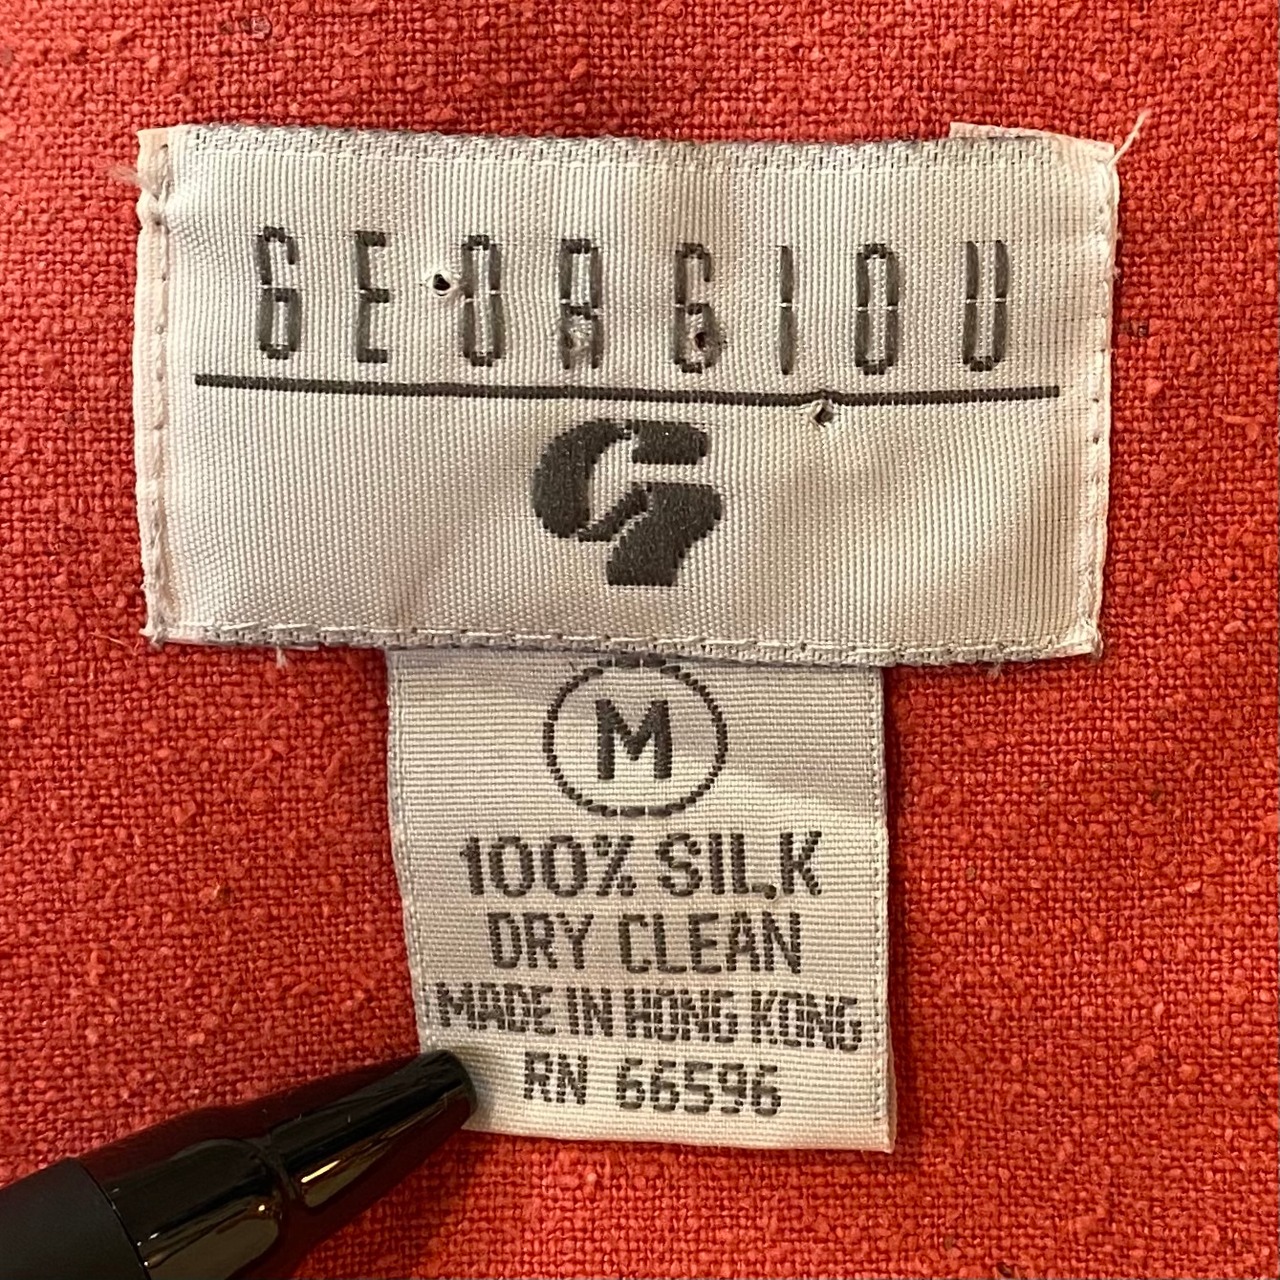 GEORGIOU
G
M
100% SILK
DRY CLEAN
MADE IN HONG KONG
RN 66596